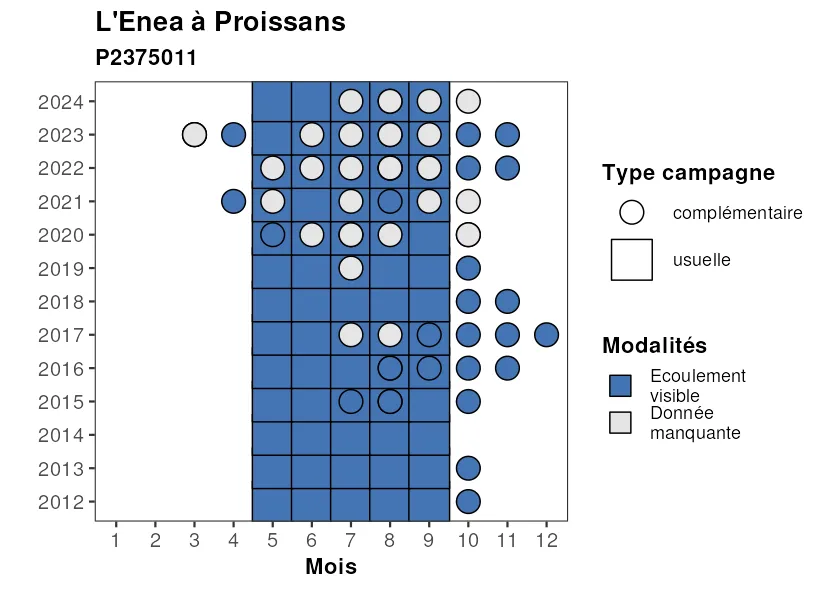 L'Enea à Proissans
P2375011
2024
2023
2022
2021
2020
2019
2018
2017
2016
2015
2014
2013
2012
1 2 3 4 5 6 7 8 9 10 11 12
Mois
Type campagne
complémentaire
usuelle
Modalités
Ecoulement
visible
Donnée
manquante